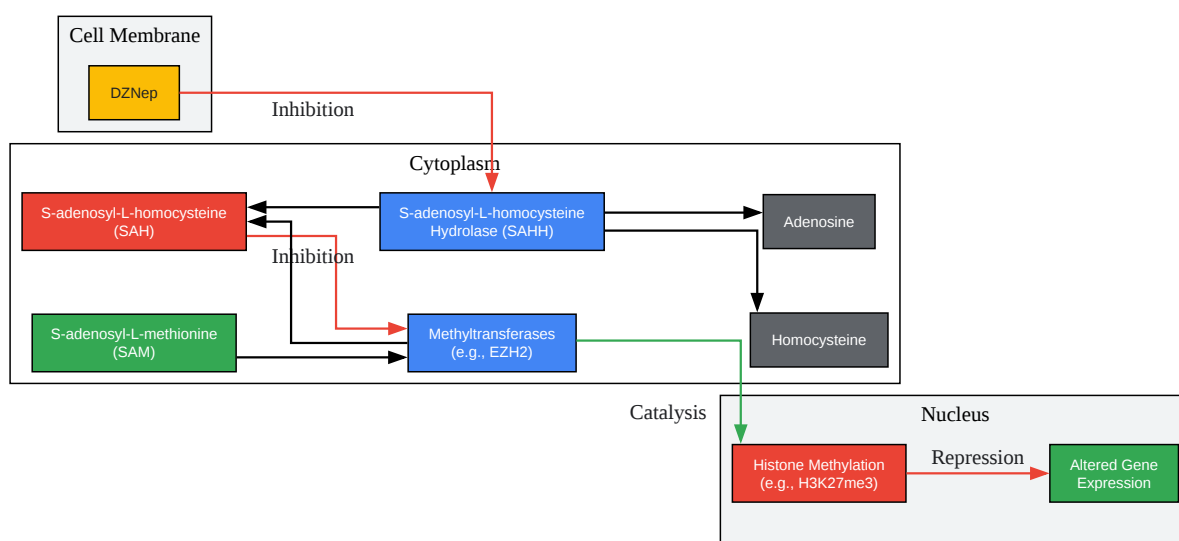 Cell Membrane
DZNep
Inhibition
Cytoplasm
S-adenosyl-L-homocysteine
(SAH)
S-adenosyl-L-homocysteine
Hydrolase (SAHH)
Adenosine
Inhibition
S-adenosyl-L-methionine
(SAM)
Methyltransferases
(e.g., EZH2)
Homocysteine
Catalysis
Nucleus
Histone Methylation
(e.g., H3K27me3)
Repression
Altered Gene
Expression